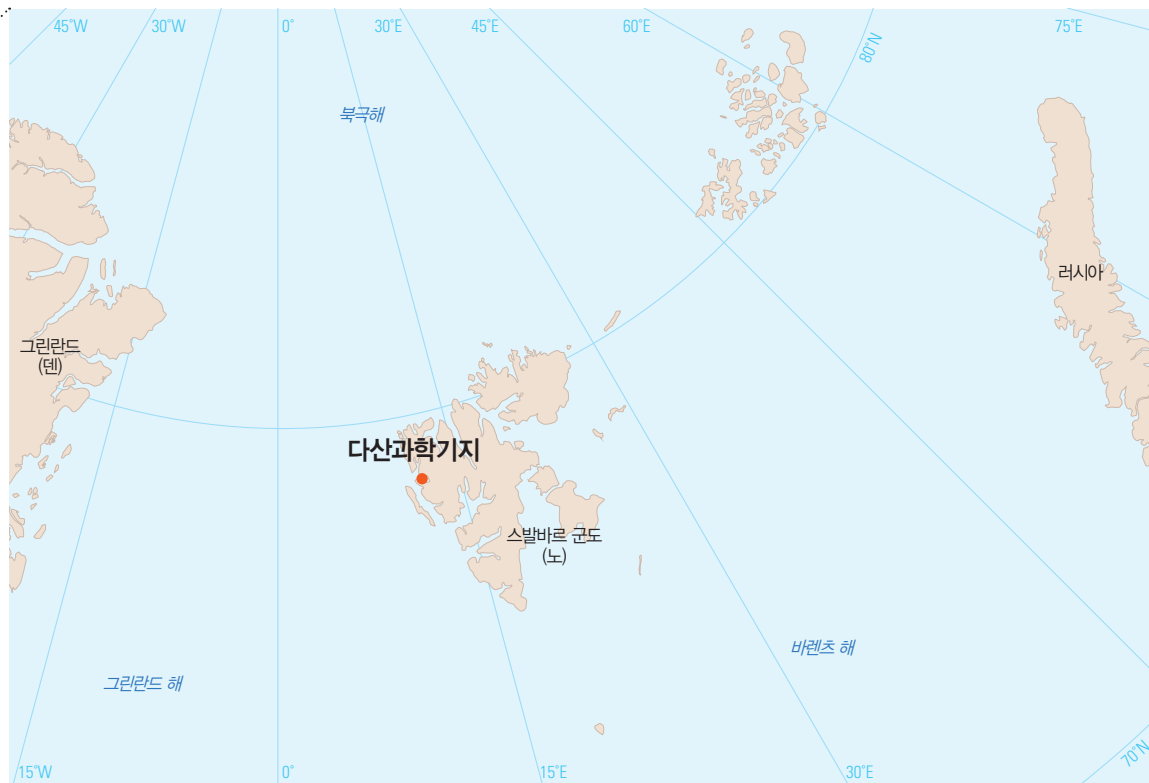 45°W
30°W
0°
30°E
45°E
60°E
80°N
75°E
북극해
러시아
그린란드
(덴)
다산과학기지
스발바르 군도
(노)
바렌츠 해
그린란드 해
70°N
15°W
0°
15°E
30°E